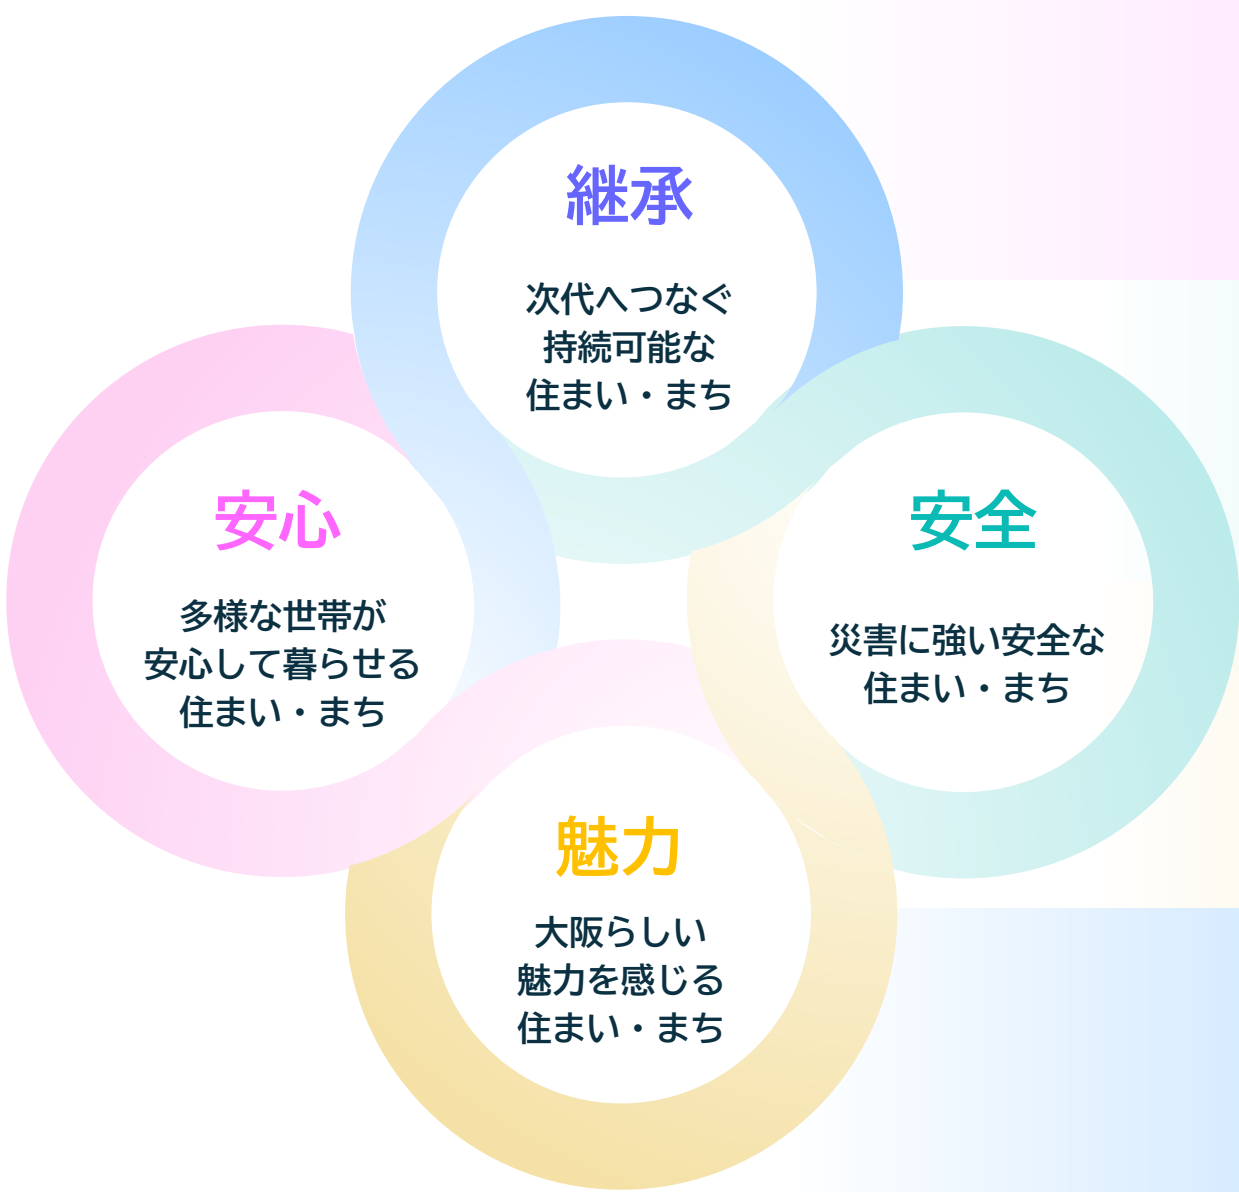 継承
次代へつなぐ
持続可能な
住まい・まち
安心
多様な世帯が
安心して暮らせる
住まい・まち
安全
災害に強い安全な
住まい・まち
魅力
大阪らしい
魅力を感じる
住まい・まち